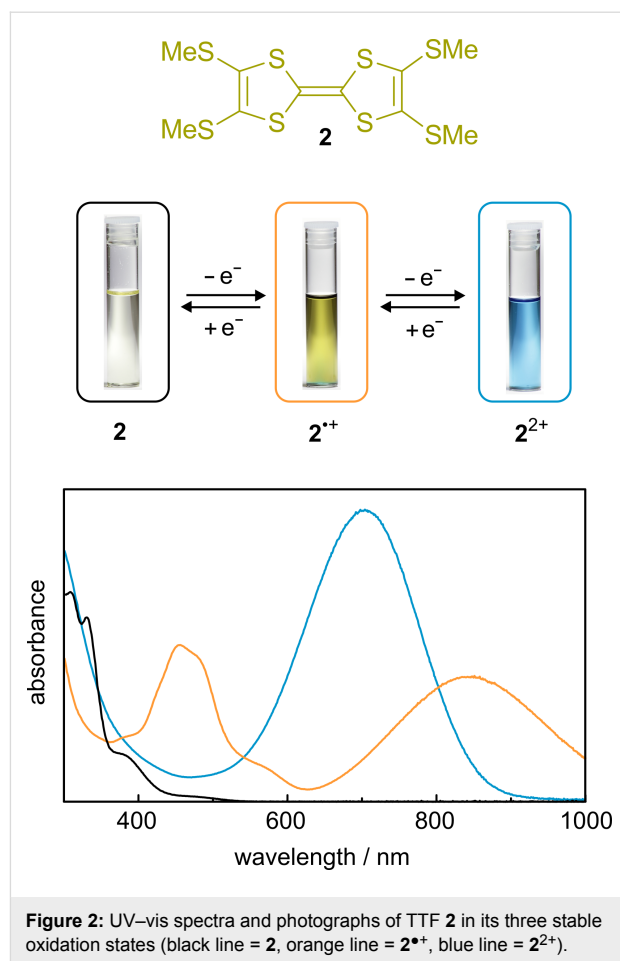 MeS S S SMe
MeS S S SMe
2
– e⁻ – e⁻
+ e⁻ + e⁻
2 2•+ 2²⁺
absorbance
400 600 800 1000
wavelength / nm
Figure 2: UV–vis spectra and photographs of TTF 2 in its three stable
oxidation states (black line = 2, orange line = 2•+, blue line = 2²⁺).